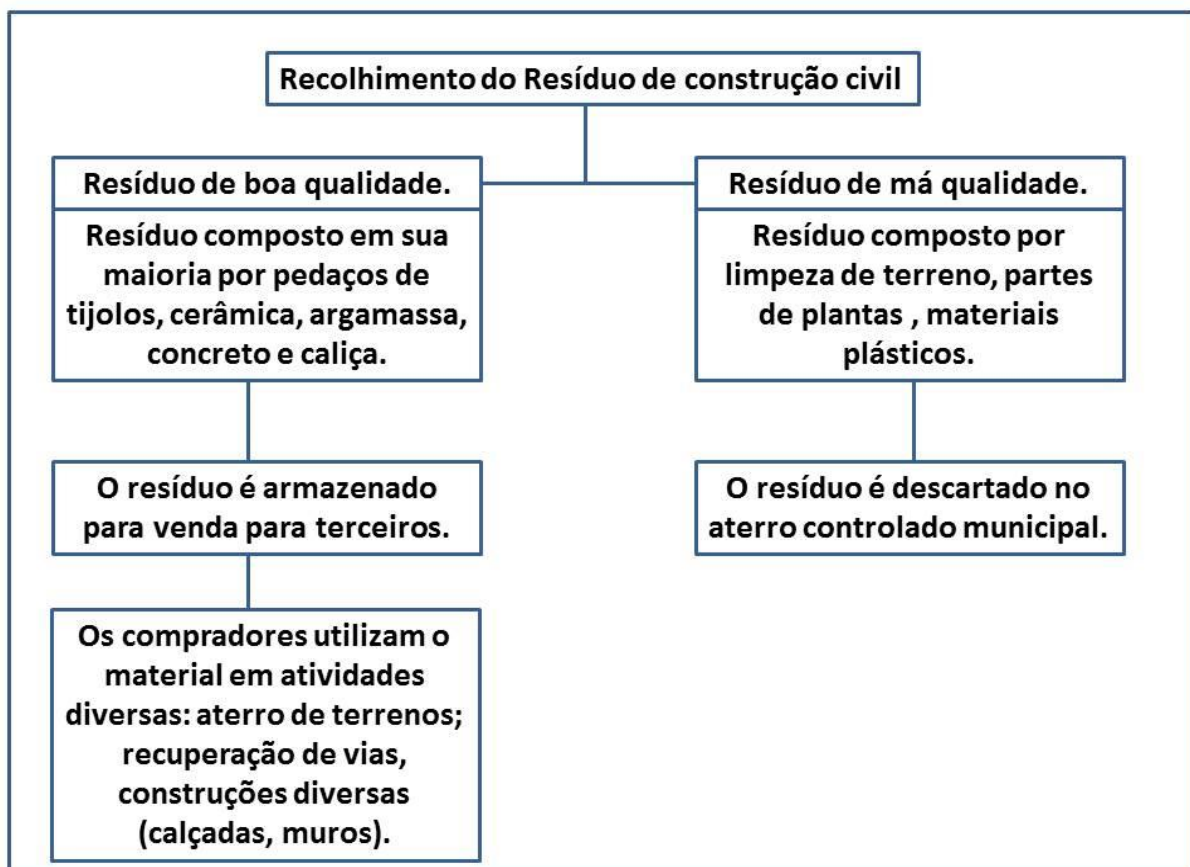 Recolhimento do Resíduo de construção civil
Resíduo de boa qualidade.
Resíduo composto em sua
maioria por pedaços de
tijolos, cerâmica, argamassa,
concreto e caliça.
O resíduo é armazenado
para venda para terceiros.
Os compradores utilizam o
material em atividades
diversas: aterro de terrenos;
recuperação de vias,
construções diversas
(calçadas, muros).
Resíduo de má qualidade.
Resíduo composto por
limpeza de terreno, partes
de plantas , materiais
plásticos.
O resíduo é descartado no
aterro controlado municipal.